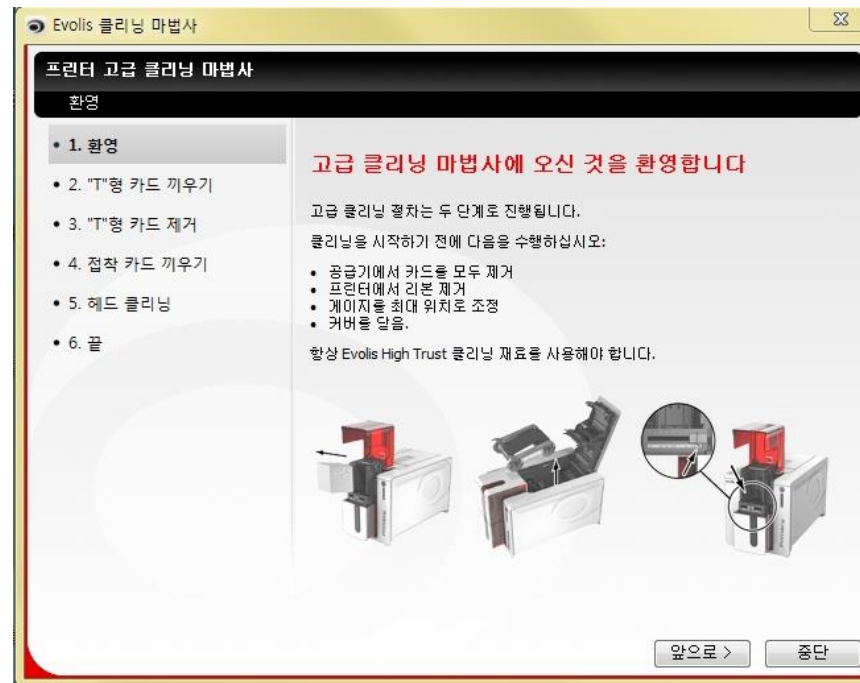 Evolis 클리닝 마법사
프린터 고급 클리닝 마법사
환영
• 1. 환영
• 2. "T"형 카드 끼우기
• 3. "T"형 카드 제거
• 4. 접착 카드 끼우기
• 5. 헤드 클리닝
• 6. 끝
고급 클리닝 마법사에 오신 것을 환영합니다
고급 클리닝 절차는 두 단계로 진행됩니다.
클리닝을 시작하기 전에 다음을 수행하십시오:
• 공급기에서 카드를 모두 제거
• 프린터에서 리본 제거
• 게이지를 최대 위치로 조정
• 커버를 닫음.
항상 Evolis High Trust 클리닝 재료를 사용해야 합니다.
앞으로 >
중단